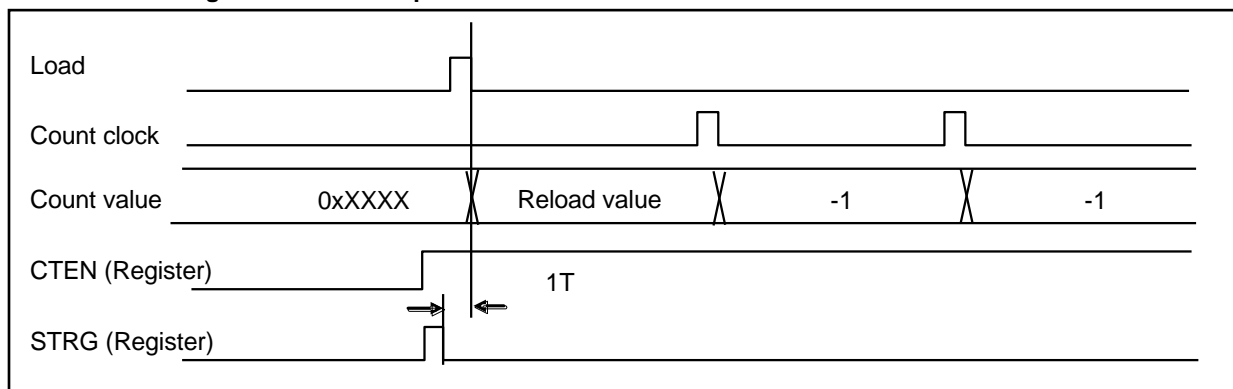 Load
Count clock
Count value 0xXXXX Reload value -1 -1
CTEN (Register)
1T
STRG (Register)